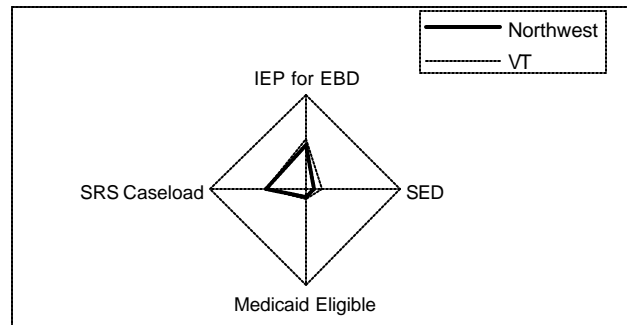 Northwest
VT
IEP for EBD
SRS Caseload
SED
Medicaid Eligible